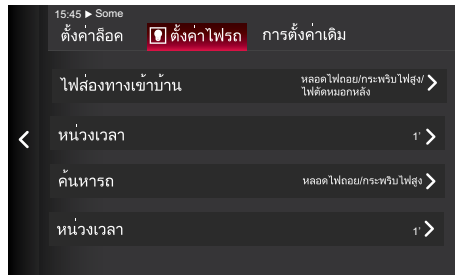 15:45 ▶ Some
ตั้งค่าล็อค ตั้งค่าไฟรถ การตั้งค่าเดิม
ไฟส่องทางเข้าบ้าน
หลอดไฟถอย/กระพริบไฟสูง/
ไฟตัดหมอกหลัง
หน่วงเวลา 1'
ค้นหารถ หลอดไฟถอย/กระพริบไฟสูง
หน่วงเวลา 1'